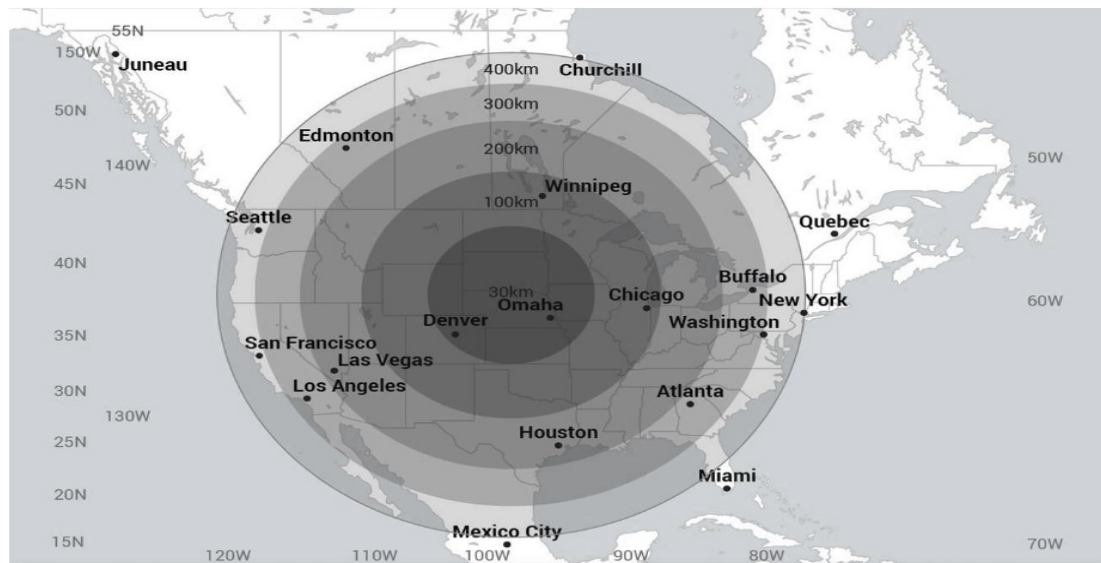 55N
150W
Juneau
400km
Churchill
300km
50N
Edmonton
200km
140W
50W
45N
Winnipeg
100km
Seattle
Quebec
40N
Buffalo
30km
Chicago
New York
60W
Omaha
Denver
Washington
35N
San Francisco
Las Vegas
Los Angeles
30N
Atlanta
130W
Houston
25N
Miami
20N
Mexico City
15N
70W
120W
110W
100W
90W
80W